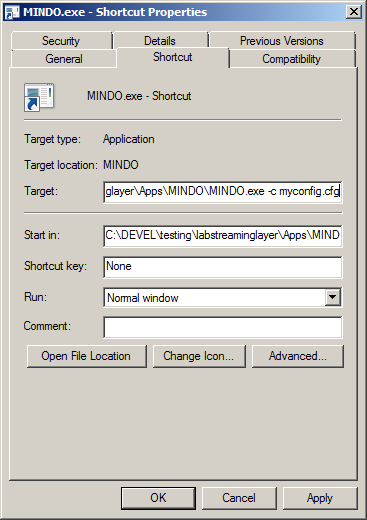 MINDO.exe - Shortcut Properties
Security Details Previous Versions
General Shortcut Compatibility
MINDO.exe - Shortcut
Target type: Application
Target location: MINDO
Target: glayer\Apps\MINDO\MINDO.exe -c myconfig.cfg
Start in: C:\DEVEL\testing\labstreaminglayer\Apps\MIND
Shortcut key: None
Run: Normal window
Comment:
Open File Location Change Icon... Advanced...
OK Cancel Apply